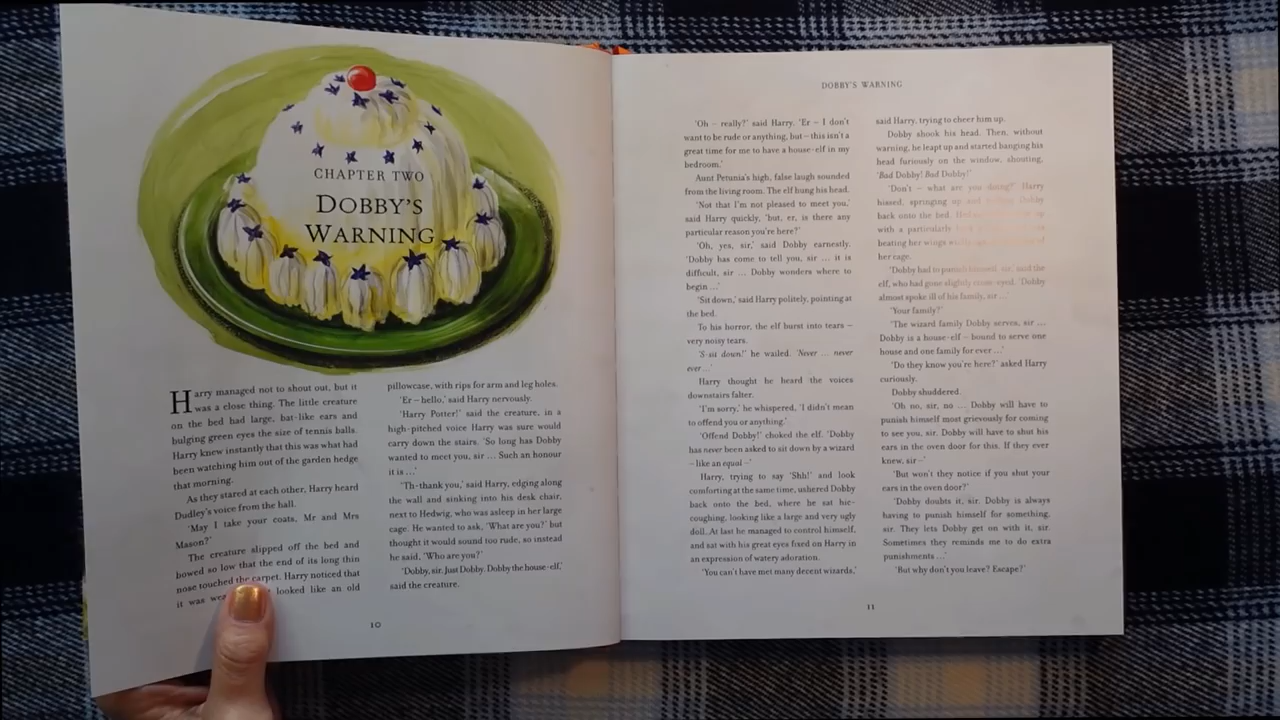 CHAPTER TWO
DOBBY'S
WARNING
Harry managed not to shout out, but it
was a close thing. The little creature
on the bed had large, bat-like ears and
bulging green eyes the size of tennis balls.
Harry knew instantly that this was what had
been watching him out of the garden hedge
that morning.
As they stared at each other, Harry heard
Dudley's voice from the hall.
'May I take your coats, Mr and Mrs
Mason?'
The creature slipped off the bed and
bowed so low that the end of its long thin
nose touched the carpet. Harry noticed that
it was looked like an old
pillowcase, with rips for arm and leg holes.
'Er – hello,' said Harry nervously.
'Harry Potter!' said the creature, in a
high-pitched voice Harry was sure would
carry down the stairs. 'So long has Dobby
wanted to meet you, sir ... Such an honour
it is ...'
'Th-thank you,' said Harry, edging along
the wall and sinking into his desk chair,
next to Hedwig, who was asleep in her large
cage. He wanted to ask, 'What are you?' but
thought it would sound too rude, so instead
he said, 'Who are you?'
'Dobby, sir. Just Dobby. Dobby the house-elf,'
said the creature.
10
DOBBY'S WARNING
'Oh – really?' said Harry. 'Er – I don't
want to be rude or anything, but – this isn't a
great time for me to have a house-elf in my
bedroom.'
Aunt Petunia's high, false laugh sounded
from the living room. The elf hung his head.
'Not that I'm not pleased to meet you,'
said Harry quickly, 'but, er, is there any
particular reason you're here?'
'Oh, yes, sir,' said Dobby earnestly.
'Dobby has come to tell you, sir ... it is
difficult, sir ... Dobby wonders where to
begin ...'
'Sit down,' said Harry politely, pointing at
the bed.
To his horror, the elf burst into tears –
very noisy tears.
'S-sit down!' he wailed. 'Never ... never
ever ...'
Harry thought he heard the voices
downstairs falter.
'I'm sorry,' he whispered, 'I didn't mean
to offend you or anything.'
'Offend Dobby!' choked the elf. 'Dobby
has never been asked to sit down by a wizard
– like an equal –'
Harry, trying to say 'Shh!' and look
comforting at the same time, ushered Dobby
back onto the bed, where he sat hic-
coughing, looking like a large and very ugly
doll. At last he managed to control himself,
and sat with his great eyes fixed on Harry in
an expression of watery adoration.
'You can't have met many decent wizards,'
said Harry, trying to cheer him up.
Dobby shook his head. Then, without
warning, he leapt up and started banging his
head furiously on the window, shouting,
'Bad Dobby! Bad Dobby!'
'Don't – what are you doing?' Harry
hissed, springing up and Dobby
back onto the bed. up
with a particularly
beating her wings of
her cage.
'Dobby had to punish himself, sir,' said the
elf, who had gone slightly cross-eyed. 'Dobby
almost spoke ill of his family, sir ...'
'Your family?'
'The wizard family Dobby serves, sir ...
Dobby is a house-elf – bound to serve one
house and one family for ever ...'
'Do they know you're here?' asked Harry
curiously.
Dobby shuddered.
'Oh no, sir, no ... Dobby will have to
punish himself most grievously for coming
to see you, sir. Dobby will have to shut his
ears in the oven door for this. If they ever
knew, sir –'
'But won't they notice if you shut your
ears in the oven door?'
'Dobby doubts it, sir. Dobby is always
having to punish himself for something,
sir. They lets Dobby get on with it, sir.
Sometimes they reminds me to do extra
punishments ...'
'But why don't you leave? Escape?'
11